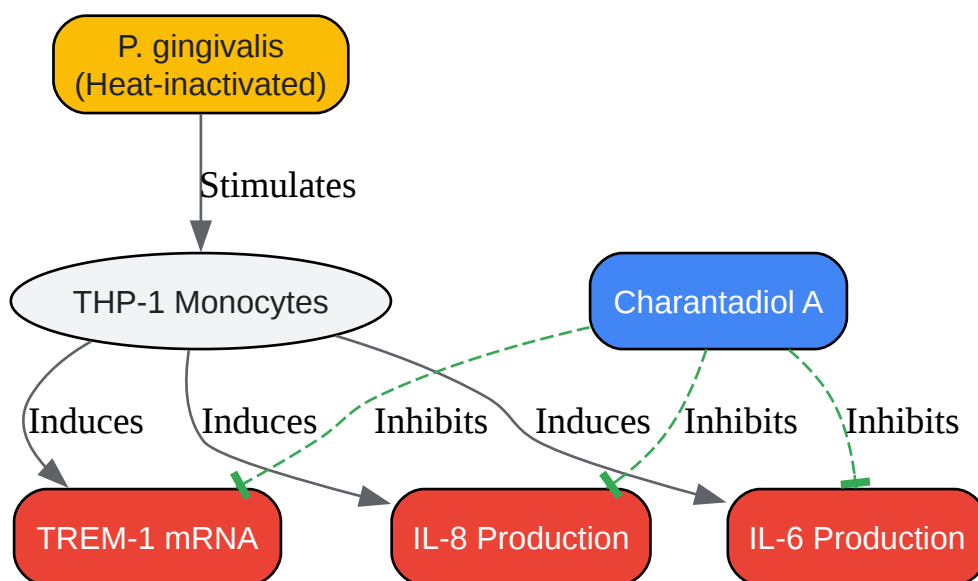 P. gingivalis
(Heat-inactivated)
Stimulates
THP-1 Monocytes
Charantadiol A
Induces
Induces
Inhibits
Induces
Inhibits
Inhibits
TREM-1 mRNA
IL-8 Production
IL-6 Production